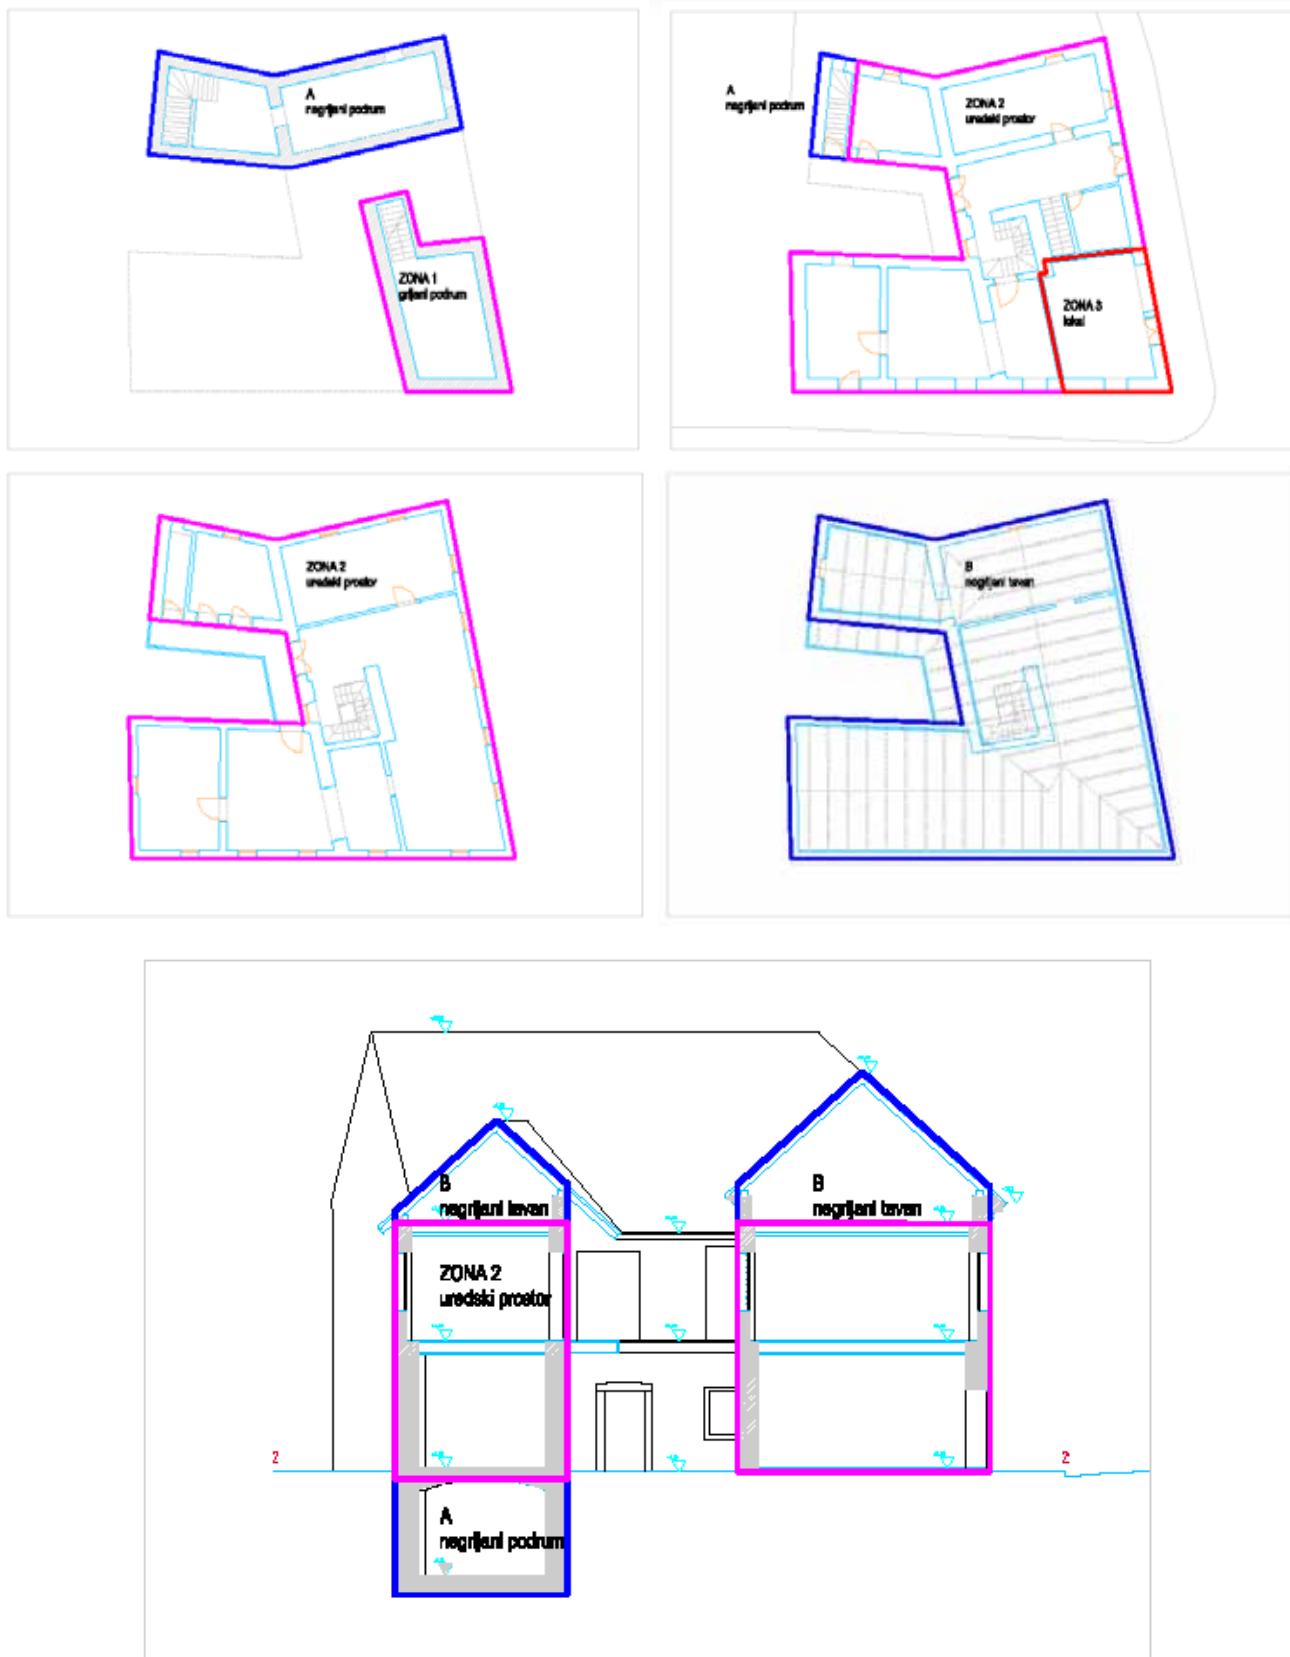 A
negrijani podrum
ZONA 1
grijani podrum
A
negrijani podrum
ZONA 2
uredski prostor
ZONA 3
lokal
ZONA 2
uredski prostor
B
negrijani tavan
B
negrijani tavan
B
negrijani tavan
ZONA 2
uredski prostor
2
2
A
negrijani podrum